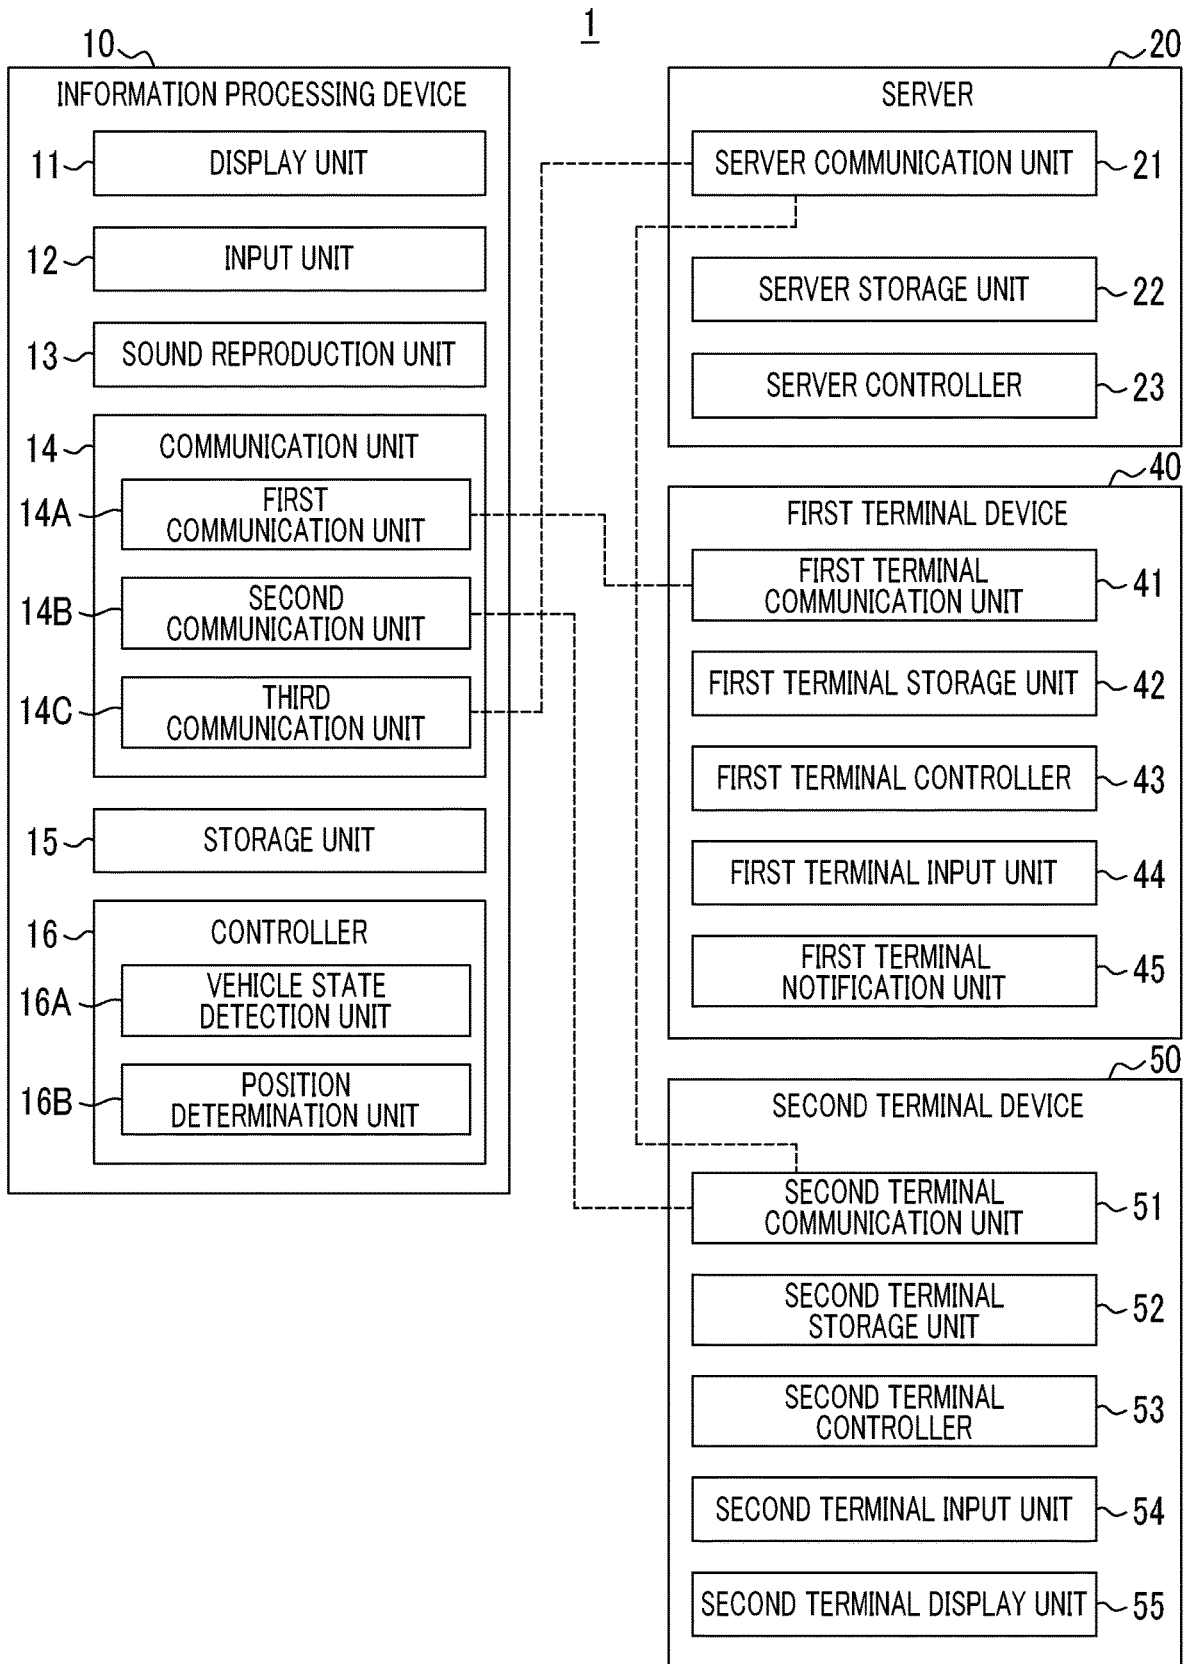 1
10
INFORMATION PROCESSING DEVICE
11
DISPLAY UNIT
12
INPUT UNIT
13
SOUND REPRODUCTION UNIT
14
COMMUNICATION UNIT
14A
FIRST
COMMUNICATION UNIT
14B
SECOND
COMMUNICATION UNIT
14C
THIRD
COMMUNICATION UNIT
15
STORAGE UNIT
16
CONTROLLER
16A
VEHICLE STATE
DETECTION UNIT
16B
POSITION
DETERMINATION UNIT
20
SERVER
SERVER COMMUNICATION UNIT
21
SERVER STORAGE UNIT
22
SERVER CONTROLLER
23
40
FIRST TERMINAL DEVICE
FIRST TERMINAL
COMMUNICATION UNIT
41
FIRST TERMINAL STORAGE UNIT
42
FIRST TERMINAL CONTROLLER
43
FIRST TERMINAL INPUT UNIT
44
FIRST TERMINAL
NOTIFICATION UNIT
45
50
SECOND TERMINAL DEVICE
SECOND TERMINAL
COMMUNICATION UNIT
51
SECOND TERMINAL
STORAGE UNIT
52
SECOND TERMINAL
CONTROLLER
53
SECOND TERMINAL INPUT UNIT
54
SECOND TERMINAL DISPLAY UNIT
55